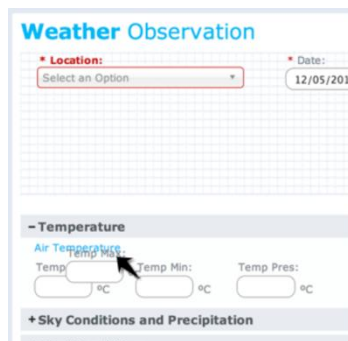 Weather Observation
* Location: * Date:
Select an Option 12/05/201
−Temperature
Air Temperature
Temp Temp Max: Temp Min: Temp Pres:
ºC ºC ºC
+Sky Conditions and Precipitation